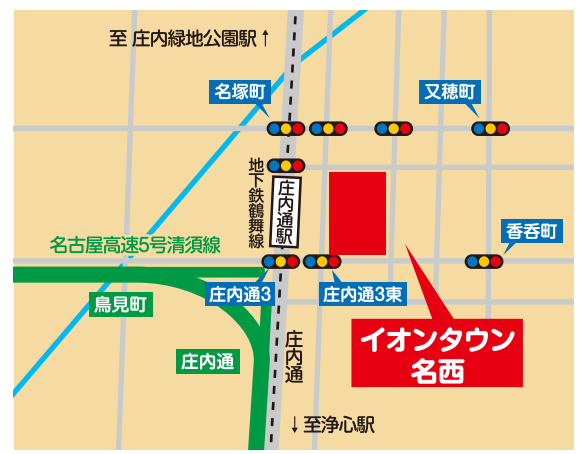 至 庄内緑地公園駅↑
名塚町
又穂町
地下鉄鶴舞線
庄内通駅
香呑町
名古屋高速5号清須線
庄内通3
庄内通3東
鳥見町
イオンタウン
名西
庄内通
庄内通
↓至浄心駅